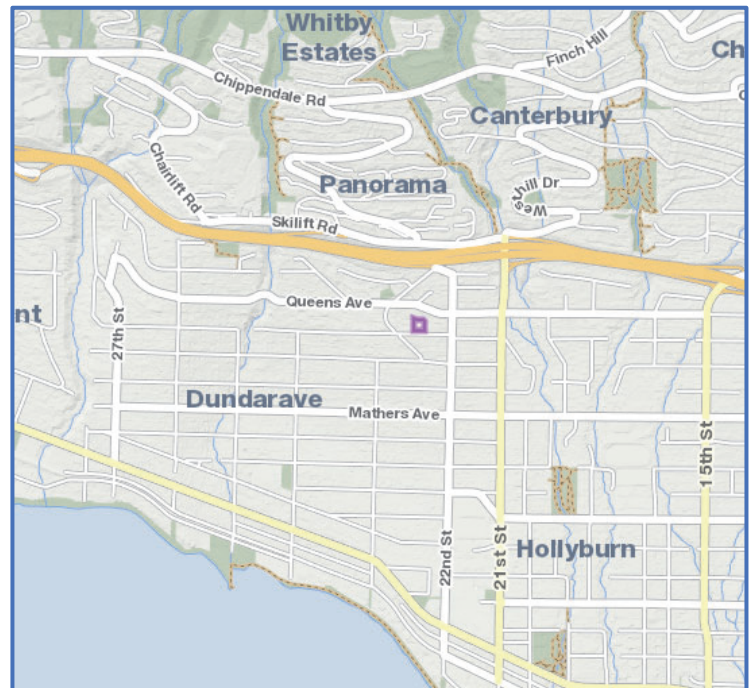 Whitby
Estates
Finch Hill
Ch
Chippendale Rd
Canterbury
Chairlift Rd
Panorama
Westhill Dr
Skilift Rd
Queens Ave
nt
27th St
Dundarave
Mathers Ave
15th St
22nd St
21st St
Hollyburn